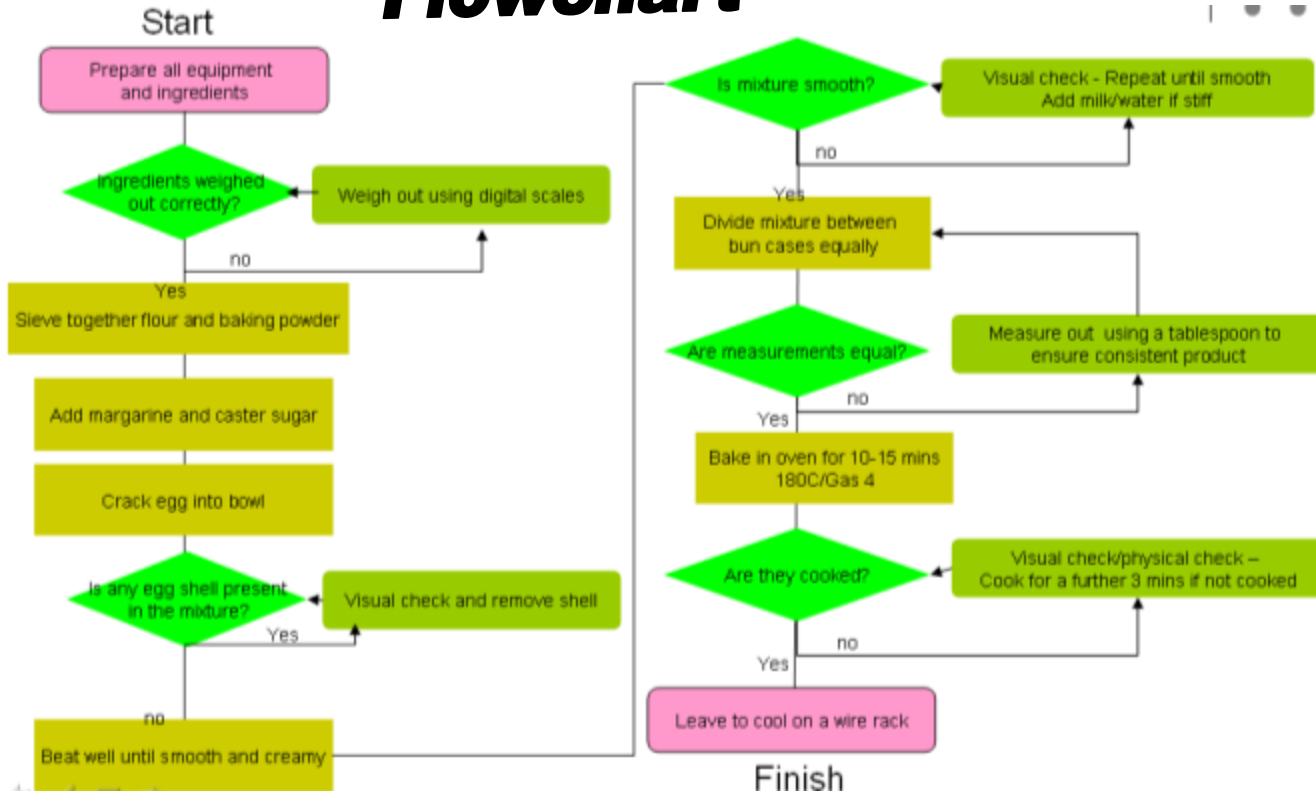 Flowchart
Start
Prepare all equipment
and ingredients
Ingredients weighed
out correctly?
Weigh out using digital scales
no
Yes
Sieve together flour and baking powder
Add margarine and caster sugar
Crack egg into bowl
Is any egg shell present
in the mixture?
Visual check and remove shell
Yes
no
Beat well until smooth and creamy
Is mixture smooth?
Visual check - Repeat until smooth
Add milk/water if stiff
no
Yes
Divide mixture between
bun cases equally
Are measurements equal?
Measure out using a tablespoon to
ensure consistent product
no
Yes
Bake in oven for 10-15 mins
180C/Gas 4
Are they cooked?
Visual check/physical check –
Cook for a further 3 mins if not cooked
no
Yes
Leave to cool on a wire rack
Finish